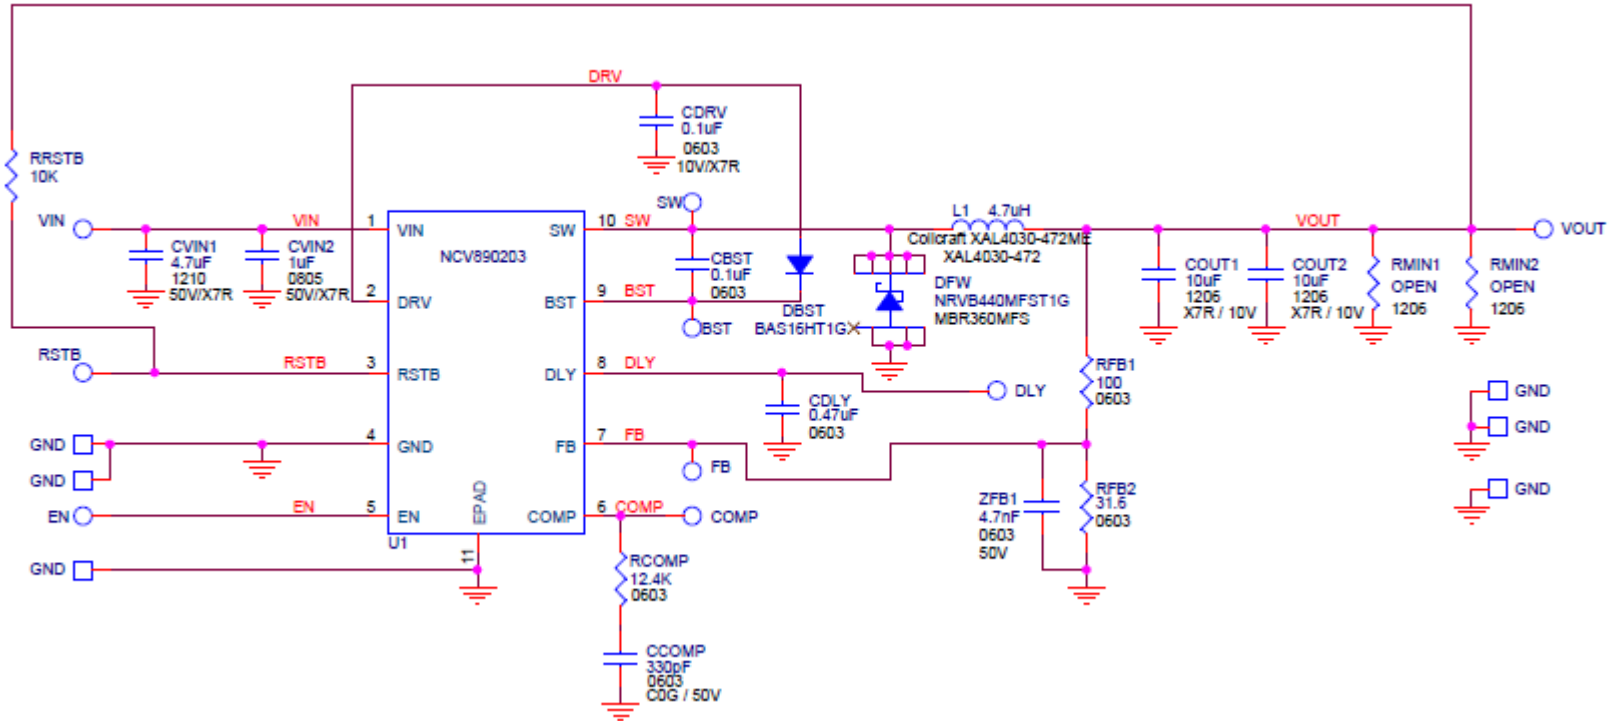 DRV
CDRV
0.1uF
0603
10V/X7R
RRSTB
10K
VIN
VIN
1
VIN
CVIN1
4.7uF
1210
50V/X7R
CVIN2
1uF
0805
50V/X7R
2
DRV
RSTB
RSTB
3
RSTB
GND
4
GND
GND
EN
EN
5
EN
GND
U1
11
EPAD
NCV890203
SW
10
SW
SW
CBST
0.1uF
0603
BST
9
BST
BST
DBST
BAS16HT1G
DLY
8
DLY
DLY
CDLY
0.47uF
0603
FB
7
FB
FB
COMP
6
COMP
COMP
RCOMP
12.4K
0603
CCOMP
330pF
0603
C0G / 50V
L1 4.7uH
Coilcraft XAL4030-472ME
XAL4030-472
DFW
NRVB440MFST1G
MBR360MFS
VOUT
VOUT
COUT1
10uF
1206
X7R / 10V
COUT2
10uF
1206
X7R / 10V
RMIN1
OPEN
1206
RMIN2
OPEN
1206
RFB1
100
0603
ZFB1
4.7nF
0603
50V
RFB2
31.6
0603
GND
GND
GND